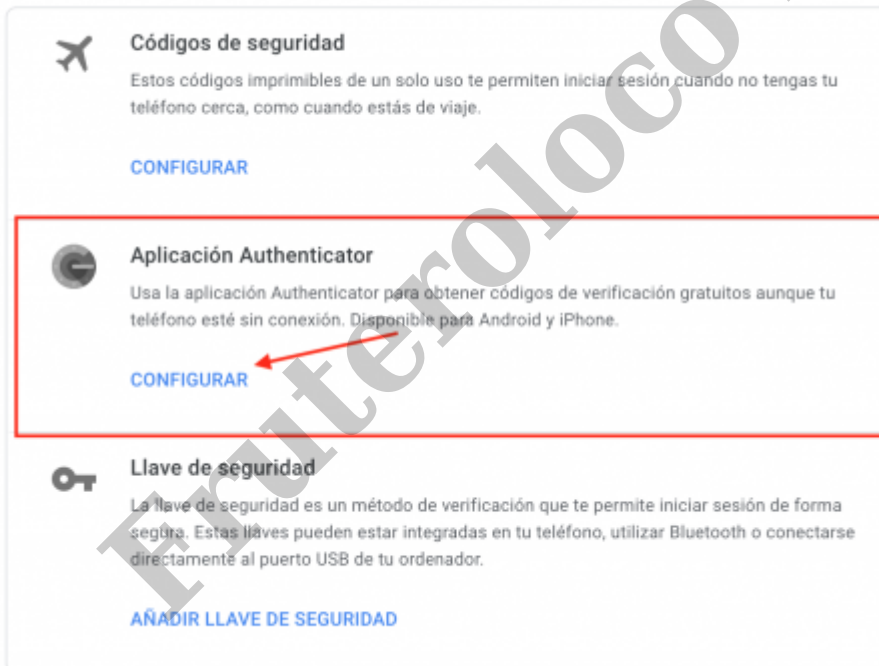 Códigos de seguridad
Estos códigos imprimibles de un solo uso te permiten iniciar sesión cuando no tengas tu
teléfono cerca, como cuando estás de viaje.
CONFIGURAR
Aplicación Authenticator
Usa la aplicación Authenticator para obtener códigos de verificación gratuitos aunque tu
teléfono esté sin conexión. Disponible para Android y iPhone.
CONFIGURAR
Llave de seguridad
La llave de seguridad es un método de verificación que te permite iniciar sesión de forma
segura. Estas llaves pueden estar integradas en tu teléfono, utilizar Bluetooth o conectarse
directamente al puerto USB de tu ordenador.
AÑADIR LLAVE DE SEGURIDAD
Fruteroloco